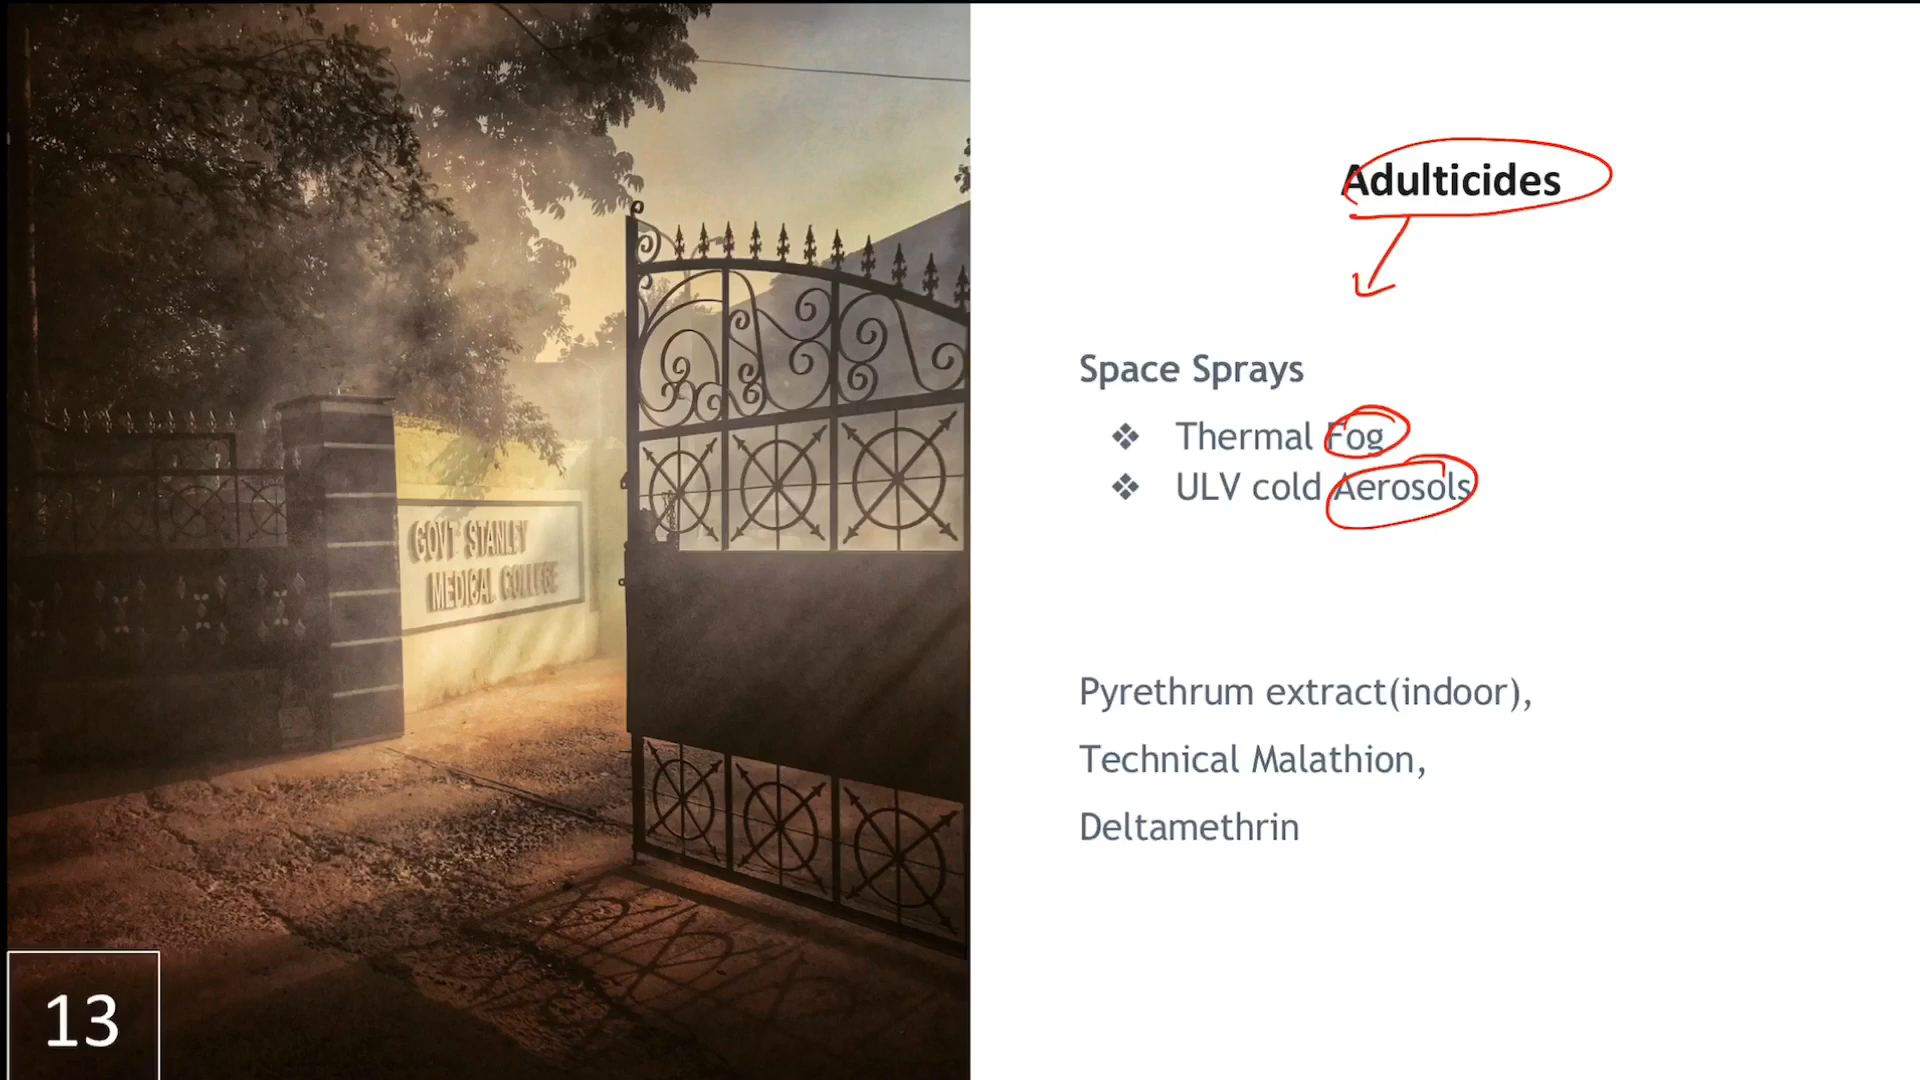 GOVT STANLEY
MEDICAL COLLEGE
13
Adulticides
Space Sprays
❖ Thermal Fog
❖ ULV cold Aerosols
Pyrethrum extract(indoor),
Technical Malathion,
Deltamethrin